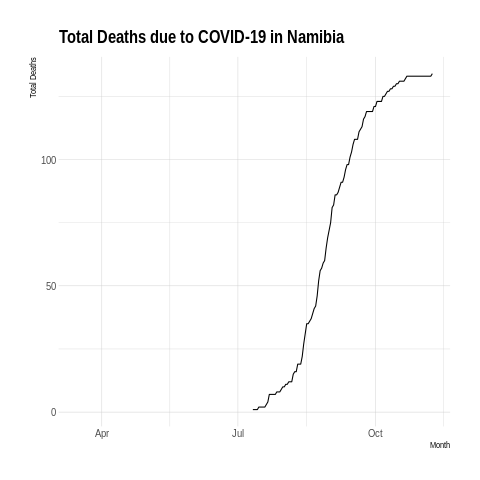 Total Deaths due to COVID-19 in Namibia
Total Deaths
100
50
0
Apr
Jul
Oct
Month